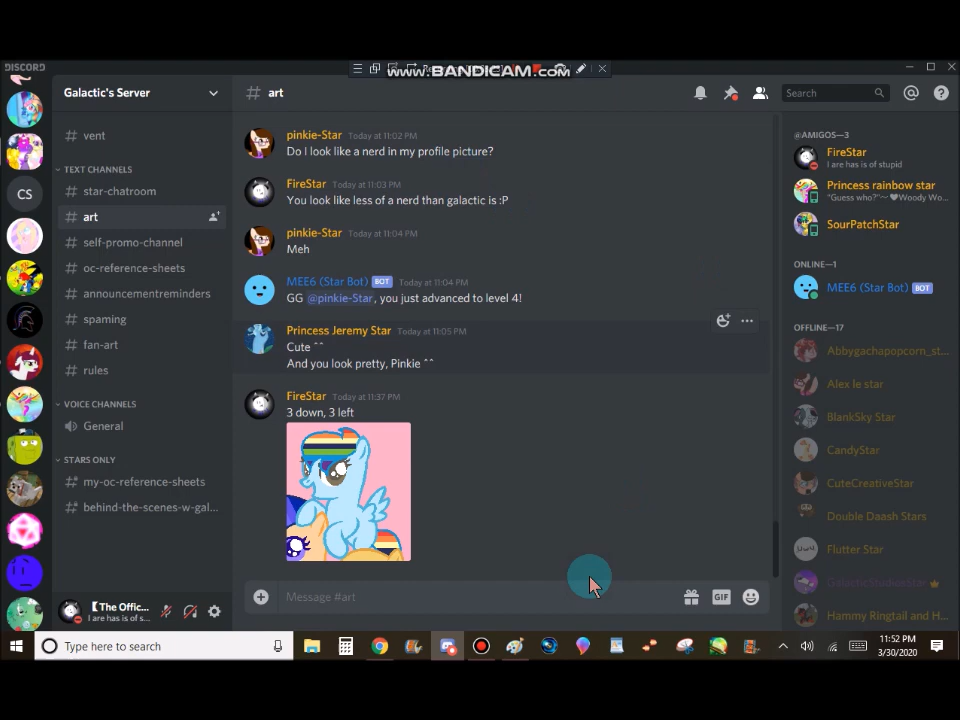 DISCORD
www.BANDICAM.com
Galactic's Server
# art
Search
# vent
TEXT CHANNELS
# star-chatroom
# art
# self-promo-channel
# oc-reference-sheets
# announcementreminders
# spaming
# fan-art
# rules
VOICE CHANNELS
General
STARS ONLY
# my-oc-reference-sheets
# behind-the-scenes-w-gal...
CS
【The Offic...
I are has is of s...
pinkie-Star Today at 11:02 PM
Do I look like a nerd in my profile picture?
FireStar Today at 11:03 PM
You look like less of a nerd than galactic is :P
pinkie-Star Today at 11:04 PM
Meh
MEE6 (Star Bot) BOT Today at 11:04 PM
GG @pinkie-Star, you just advanced to level 4!
Princess Jeremy Star Today at 11:05 PM
Cute ^^
And you look pretty, Pinkie ^^
FireStar Today at 11:37 PM
3 down, 3 left
Message #art
GIF
@AMIGOS—3
FireStar
I are has is of stupid
Princess rainbow star
"Guess who?"~ ♥Woody Wo...
SourPatchStar
ONLINE—1
MEE6 (Star Bot) BOT
OFFLINE—17
Abbygachapopcorn_st...
Alex le star
BlankSky Star
CandyStar
CuteCreativeStar
Double Daash Stars
Flutter Star
GalacticStudiosStar
Hammy Ringtail and H...
Type here to search
11:52 PM
3/30/2020